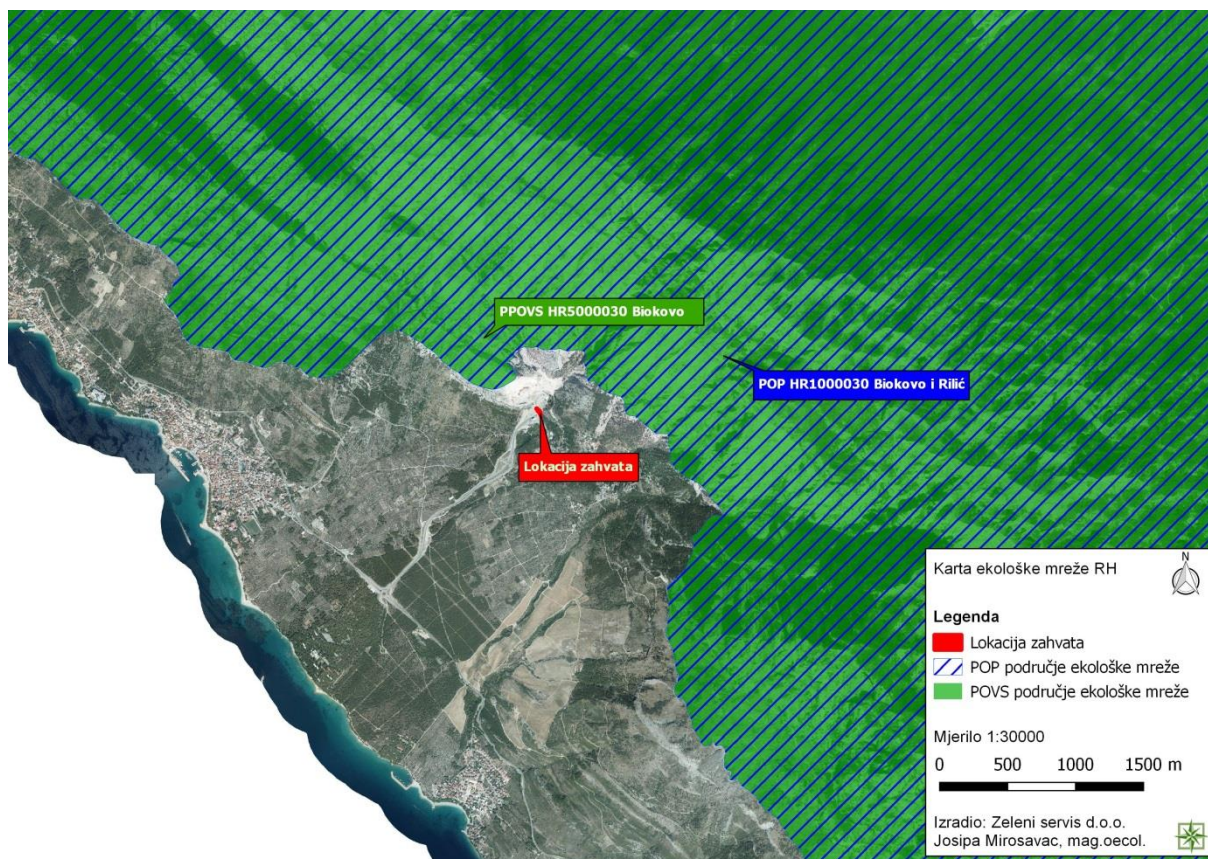 PPOVS HR5000030 Biokovo
POP HR1000030 Biokovo i Rilić
Lokacija zahvata
Karta ekološke mreže RH
N
Legenda
Lokacija zahvata
POP područje ekološke mreže
POVS područje ekološke mreže
Mjerilo 1:30000
0 500 1000 1500 m
Izradio: Zeleni servis d.o.o.
Josipa Mirosavac, mag.oecol.